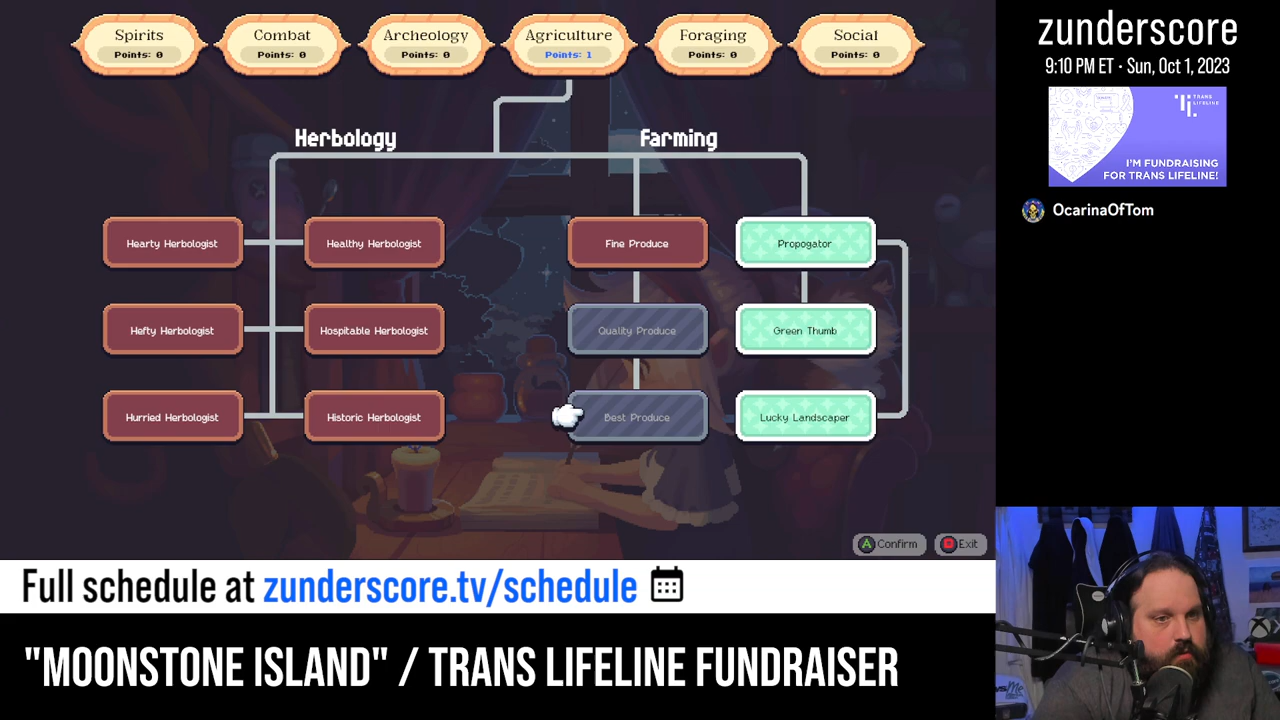 Spirits
Points: 0
Combat
Points: 0
Archeology
Points: 0
Agriculture
Points: 1
Foraging
Points: 0
Social
Points: 0
Herbology
Farming
Hearty Herbologist
Healthy Herbologist
Fine Produce
Propogator
Hefty Herbologist
Hospitable Herbologist
Quality Produce
Green Thumb
Hurried Herbologist
Historic Herbologist
Best Produce
Lucky Landscaper
A Confirm
Exit
zunderscore
9:10 PM ET · Sun, Oct 1, 2023
TRANS
LIFELINE
I'M FUNDRAISING
FOR TRANS LIFELINE!
OcarinaOfTom
Full schedule at zunderscore.tv/schedule
"MOONSTONE ISLAND" / TRANS LIFELINE FUNDRAISER